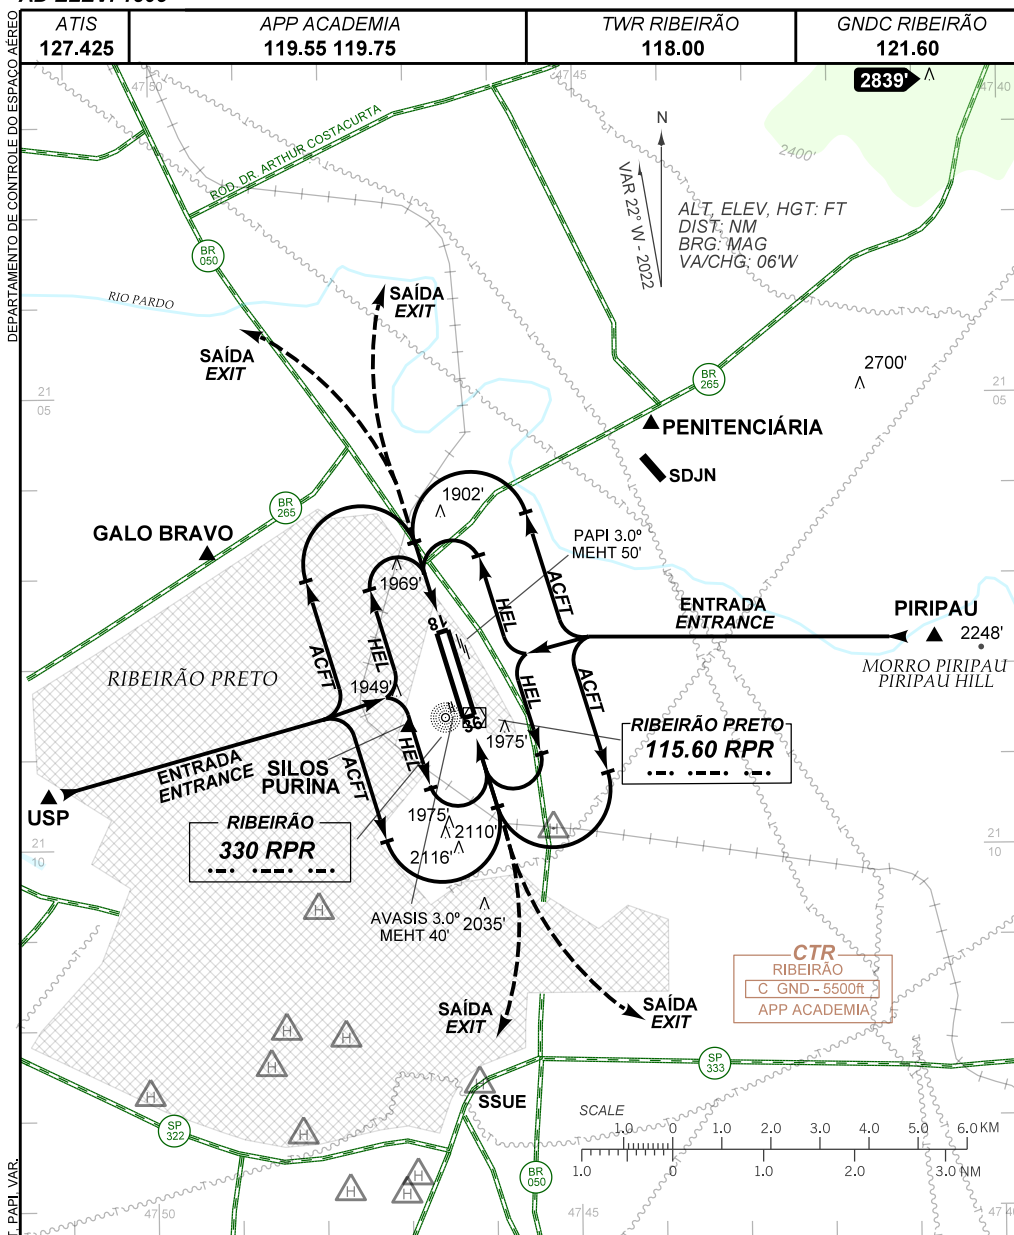 ATIS
127.425
APP ACADEMIA
119.55 119.75
TWR RIBEIRÃO
118.00
GNDC RIBEIRÃO
121.60
DEPARTAMENTO DE CONTROLE DO ESPAÇO AÉREO
47 50
47 45
47 40
2839'
2400'
ROD. DR. ARTHUR COSTACURTA
N
VAR 22° W - 2022
ALT, ELEV, HGT: FT
DIST: NM
BRG: MAG
VA/CHG: 06'W
BR
050
RIO PARDO
SAÍDA
EXIT
SAÍDA
EXIT
21
05
BR
265
2700'
21
05
PENITENCIÁRIA
SDJN
BR
265
1902'
GALO BRAVO
PAPI 3.0º
MEHT 50'
1969'
ACFT
HEL
HEL
ACFT
18
ENTRADA
ENTRANCE
PIRIPAU
2248'
MORRO PIRIPAU
PIRIPAU HILL
RIBEIRÃO PRETO
1949'
HEL
ACFT
36
1975'
RIBEIRÃO PRETO
115.60 RPR
HEL
ACFT
ENTRADA
ENTRANCE
SILOS
PURINA
USP
RIBEIRÃO
330 RPR
1975'
2110'
2116'
H
21
10
21
10
H
AVASIS 3.0º
MEHT 40'
2035'
CTR
RIBEIRÃO
C GND - 5500ft
APP ACADEMIA
SAÍDA
EXIT
SAÍDA
EXIT
H
H
H
H
H
SSUE
SP
333
SP
322
H
SCALE
1.0 0 1.0 2.0 3.0 4.0 5.0 6.0 KM
1.0 0 1.0 2.0 3.0 NM
H
H
H
BR
050
47 50
47 45
T, PAPI, VAR.